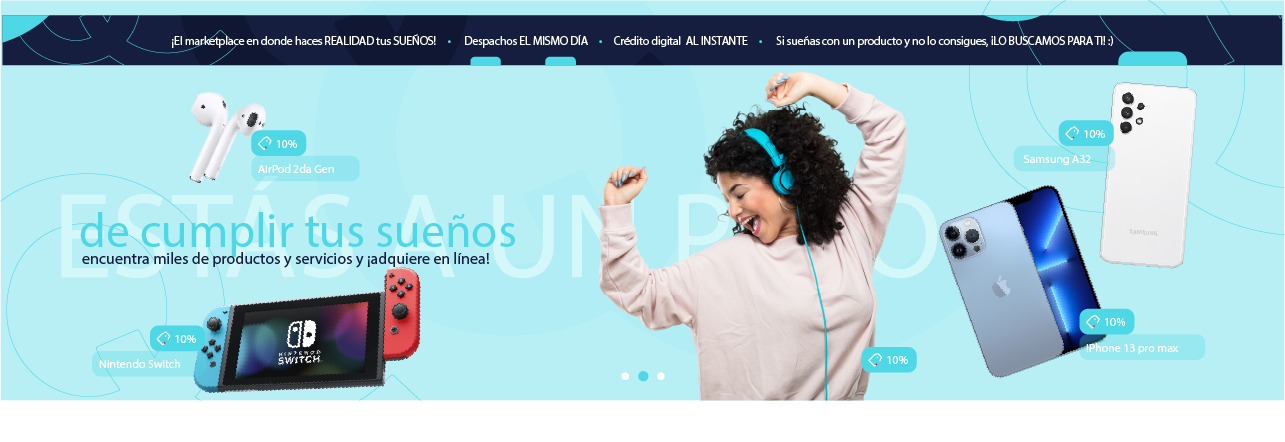 ¡El marketplace en donde haces REALIDAD tus SUEÑOS! • Despachos EL MISMO DÍA • Crédito digital AL INSTANTE • Si sueñas con un producto y no lo consigues, ¡LO BUSCAMOS PARA TI! :)
10%
AirPod 2da Gen
10%
Samsung A32
SAMSUNG
ESTÁS A UN
de cumplir tus sueños
encuentra miles de productos y servicios y ¡adquiere en línea!
10%
Nintendo Switch
NINTENDO
SWITCH
10%
10%
iPhone 13 pro max